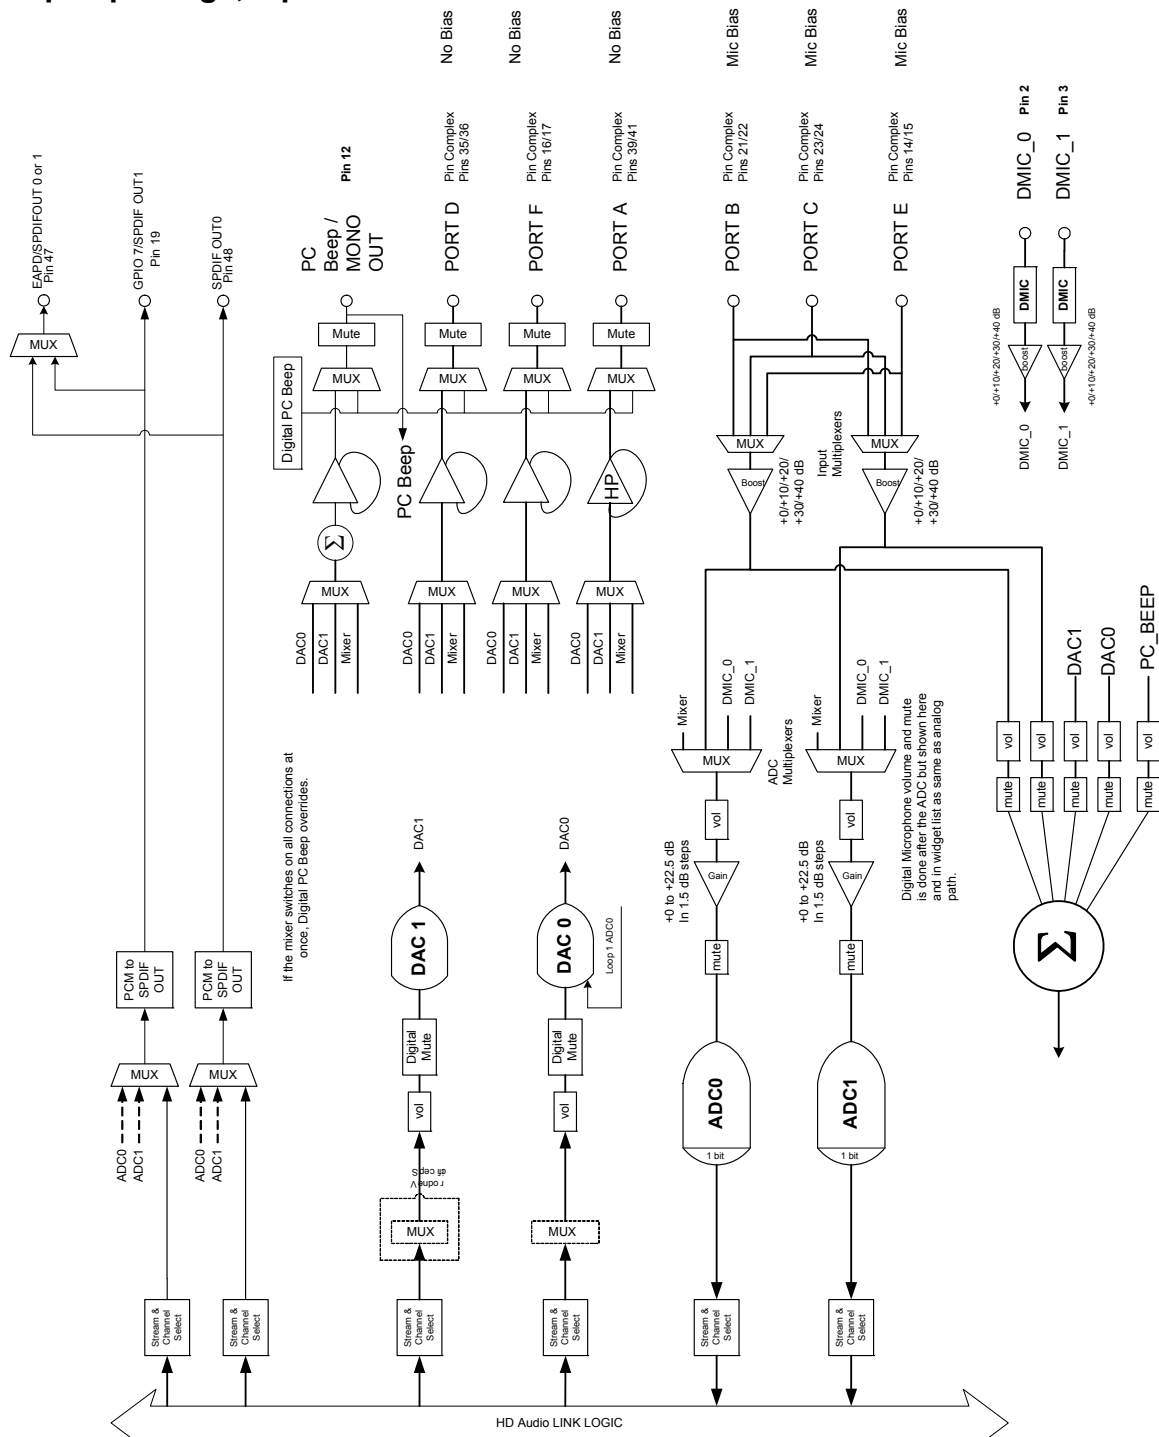 No Bias
No Bias
No Bias
Mic Bias
Mic Bias
Mic Bias
EAPD/SPDIFOUT 0 or 1
Pin 47
GPIO 7/SPDIF OUT1
Pin 19
SPDIF OUT0
Pin 48
Pin 12
Pin Complex
Pins 35/36
Pin Complex
Pins 16/17
Pin Complex
Pins 39/41
Pin Complex
Pins 21/22
Pin Complex
Pins 23/24
Pin Complex
Pins 14/15
Pin 2
Pin 3
PC
Beep /
MONO
OUT
PORT D
PORT F
PORT A
PORT B
PORT C
PORT E
DMIC_0
DMIC_1
MUX
Mute
Mute
Mute
Mute
DMIC
DMIC
Digital PC Beep
MUX
MUX
MUX
MUX
boost
boost
+0/+10/+20/+30/+40 dB
+0/+10/+20/+30/+40 dB
DMIC_0
DMIC_1
PC Beep
HP
Σ
MUX
MUX
Input
Multiplexers
Boost
Boost
+0/+10/+20/
+30/+40 dB
+0/+10/+20/
+30/+40 dB
MUX
MUX
MUX
MUX
DAC0
DAC1
Mixer
DAC0
DAC1
Mixer
DAC0
DAC1
Mixer
DAC0
DAC1
Mixer
Mixer
DMIC_0
DMIC_1
Mixer
DMIC_0
DMIC_1
DAC1
DAC0
PC_BEEP
MUX
MUX
ADC
Multiplexers
vol
vol
vol
vol
vol
mute
mute
mute
mute
mute
If the mixer switches on all connections at
once, Digital PC Beep overrides.
DAC1
DAC0
vol
vol
+0 to +22.5 dB
In 1.5 dB steps
+0 to +22.5 dB
In 1.5 dB steps
Gain
Gain
Digital Microphone volume and mute
is done after the ADC but shown here
and in widget list as same as analog
path.
mute
mute
Σ
PCM to
SPDIF
OUT
PCM to
SPDIF
OUT
DAC 1
DAC 0
Loop 1 ADC0
Digital
Mute
Digital
Mute
MUX
MUX
vol
vol
ADC0
ADC1
ADC0
ADC1
ADC0
ADC1
1 bit
1 bit
MUX
MUX
Stream &
Channel
Select
Stream &
Channel
Select
Stream &
Channel
Select
Stream &
Channel
Select
Stream &
Channel
Select
Stream &
Channel
Select
HD Audio LINK LOGIC